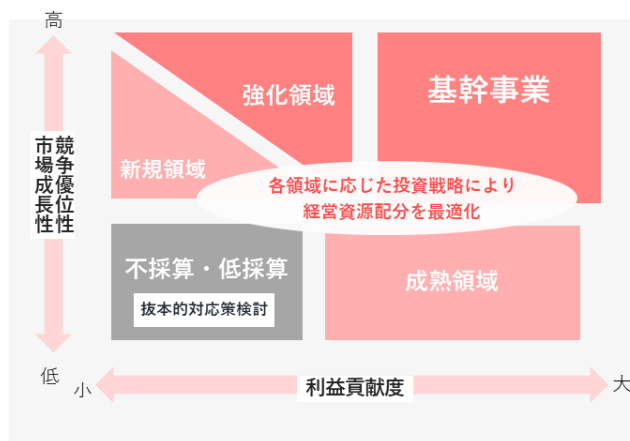 高
強化領域
基幹事業
新規領域
競争優位性
市場成長性
各領域に応じた投資戦略により
経営資源配分を最適化
不採算・低採算
抜本的対応策検討
成熟領域
低
小
利益貢献度
大